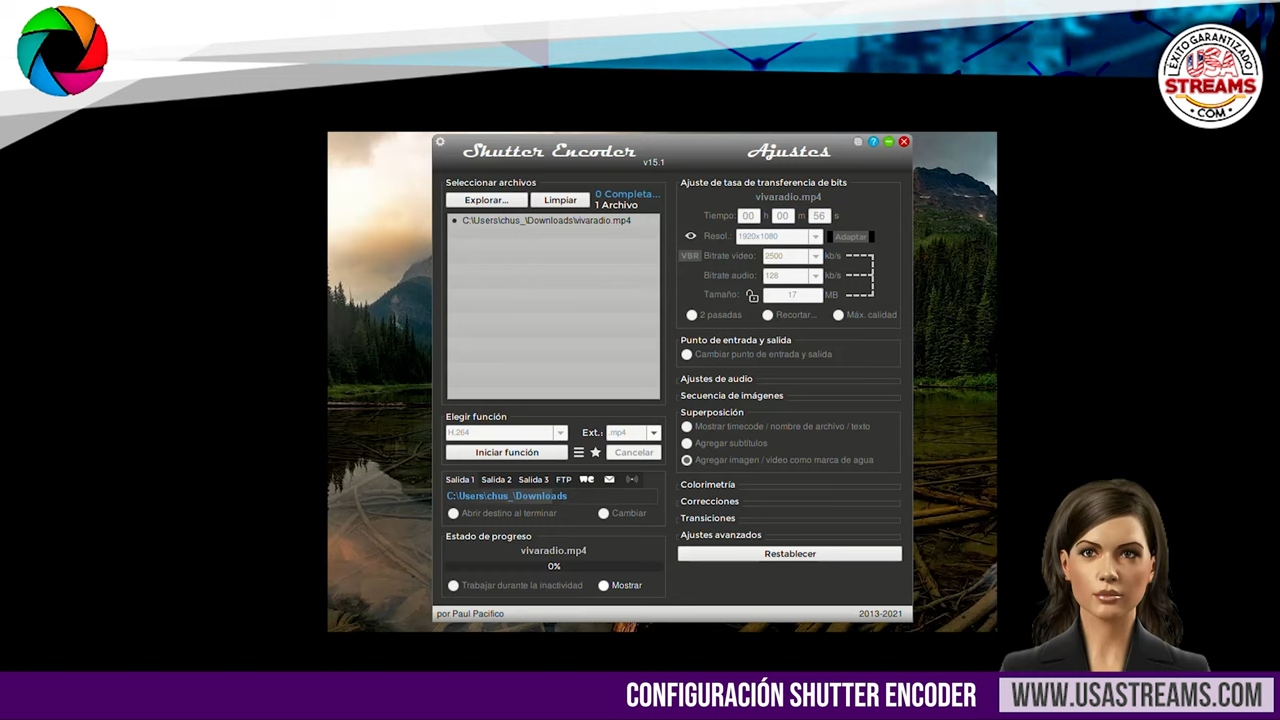 ÉXITO GARANTIZADO
USA
STREAMS
.COM
Shutter Encoder
v15.1
Ajustes
Seleccionar archivos
Explorar...
Limpiar
0 Completa...
1 Archivo
C:\Users\chus_\Downloads\vivaradio.mp4
Elegir función
H.264
Ext.:
.mp4
Iniciar función
Cancelar
Salida 1
Salida 2
Salida 3
FTP
C:\Users\chus_\Downloads
Abrir destino al terminar
Cambiar
Estado de progreso
vivaradio.mp4
0%
Trabajar durante la inactividad
Mostrar
Ajuste de tasa de transferencia de bits
vivaradio.mp4
Tiempo: 00 h 00 m 56 s
Resol.: 1920x1080 Adaptar
VBR Bitrate video: 2500 kb/s
Bitrate audio: 128 kb/s
Tamaño: 17 MB
2 pasadas Recortar... Máx. calidad
Punto de entrada y salida
Cambiar punto de entrada y salida
Ajustes de audio
Secuencia de imágenes
Superposición
Mostrar timecode / nombre de archivo / texto
Agregar subtítulos
Agregar imagen / video como marca de agua
Colorimetría
Correcciones
Transiciones
Ajustes avanzados
Restablecer
por Paul Pacifico
2013-2021
CONFIGURACIÓN SHUTTER ENCODER
WWW.USASTREAMS.COM